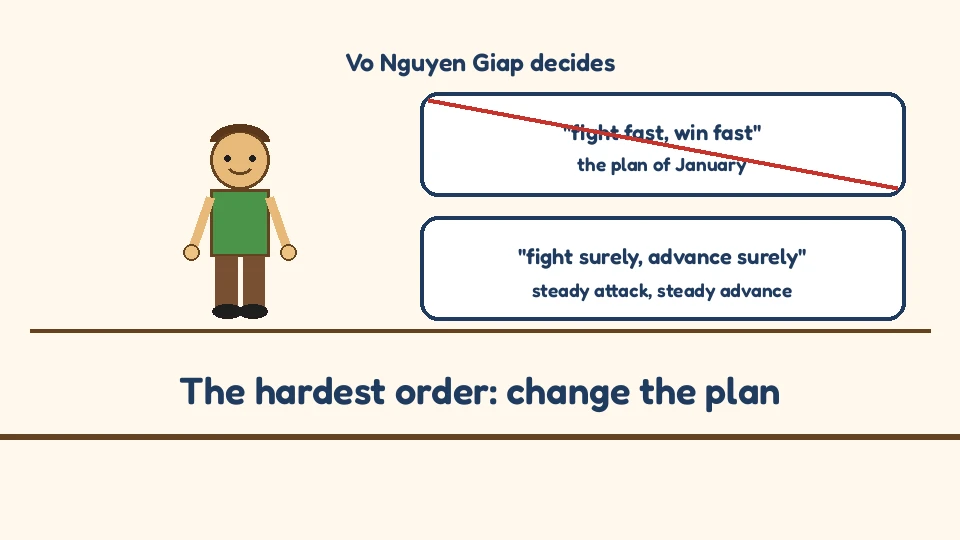 Vo Nguyen Giap decides
"fight fast, win fast"
the plan of January
"fight surely, advance surely"
steady attack, steady advance
The hardest order: change the plan